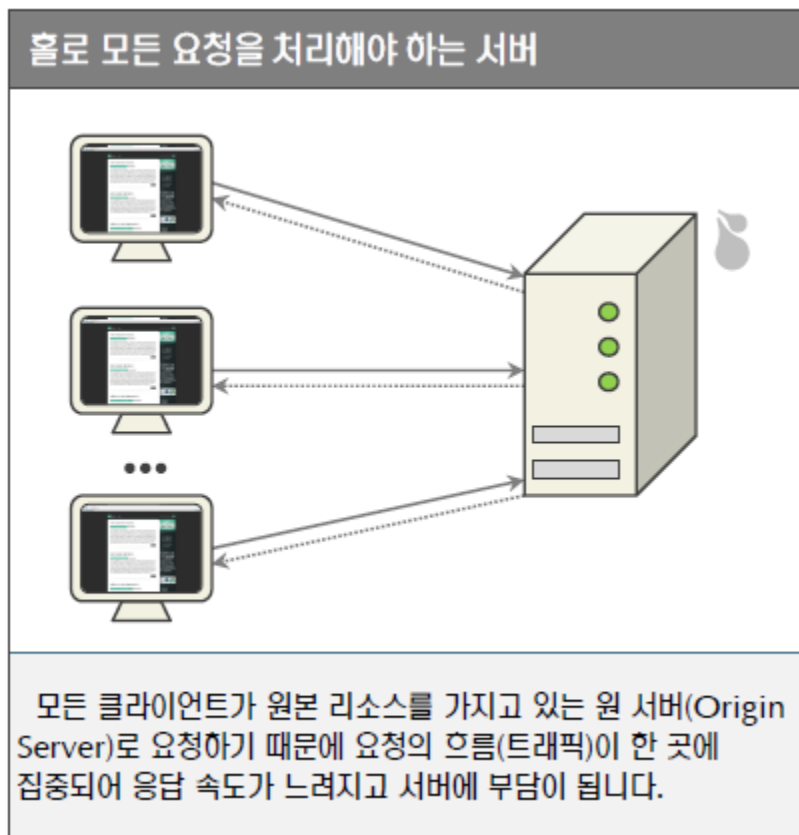 홀로 모든 요청을 처리해야 하는 서버
모든 클라이언트가 원본 리소스를 가지고 있는 원 서버(Origin
Server)로 요청하기 때문에 요청의 흐름(트래픽)이 한 곳에
집중되어 응답 속도가 느려지고 서버에 부담이 됩니다.